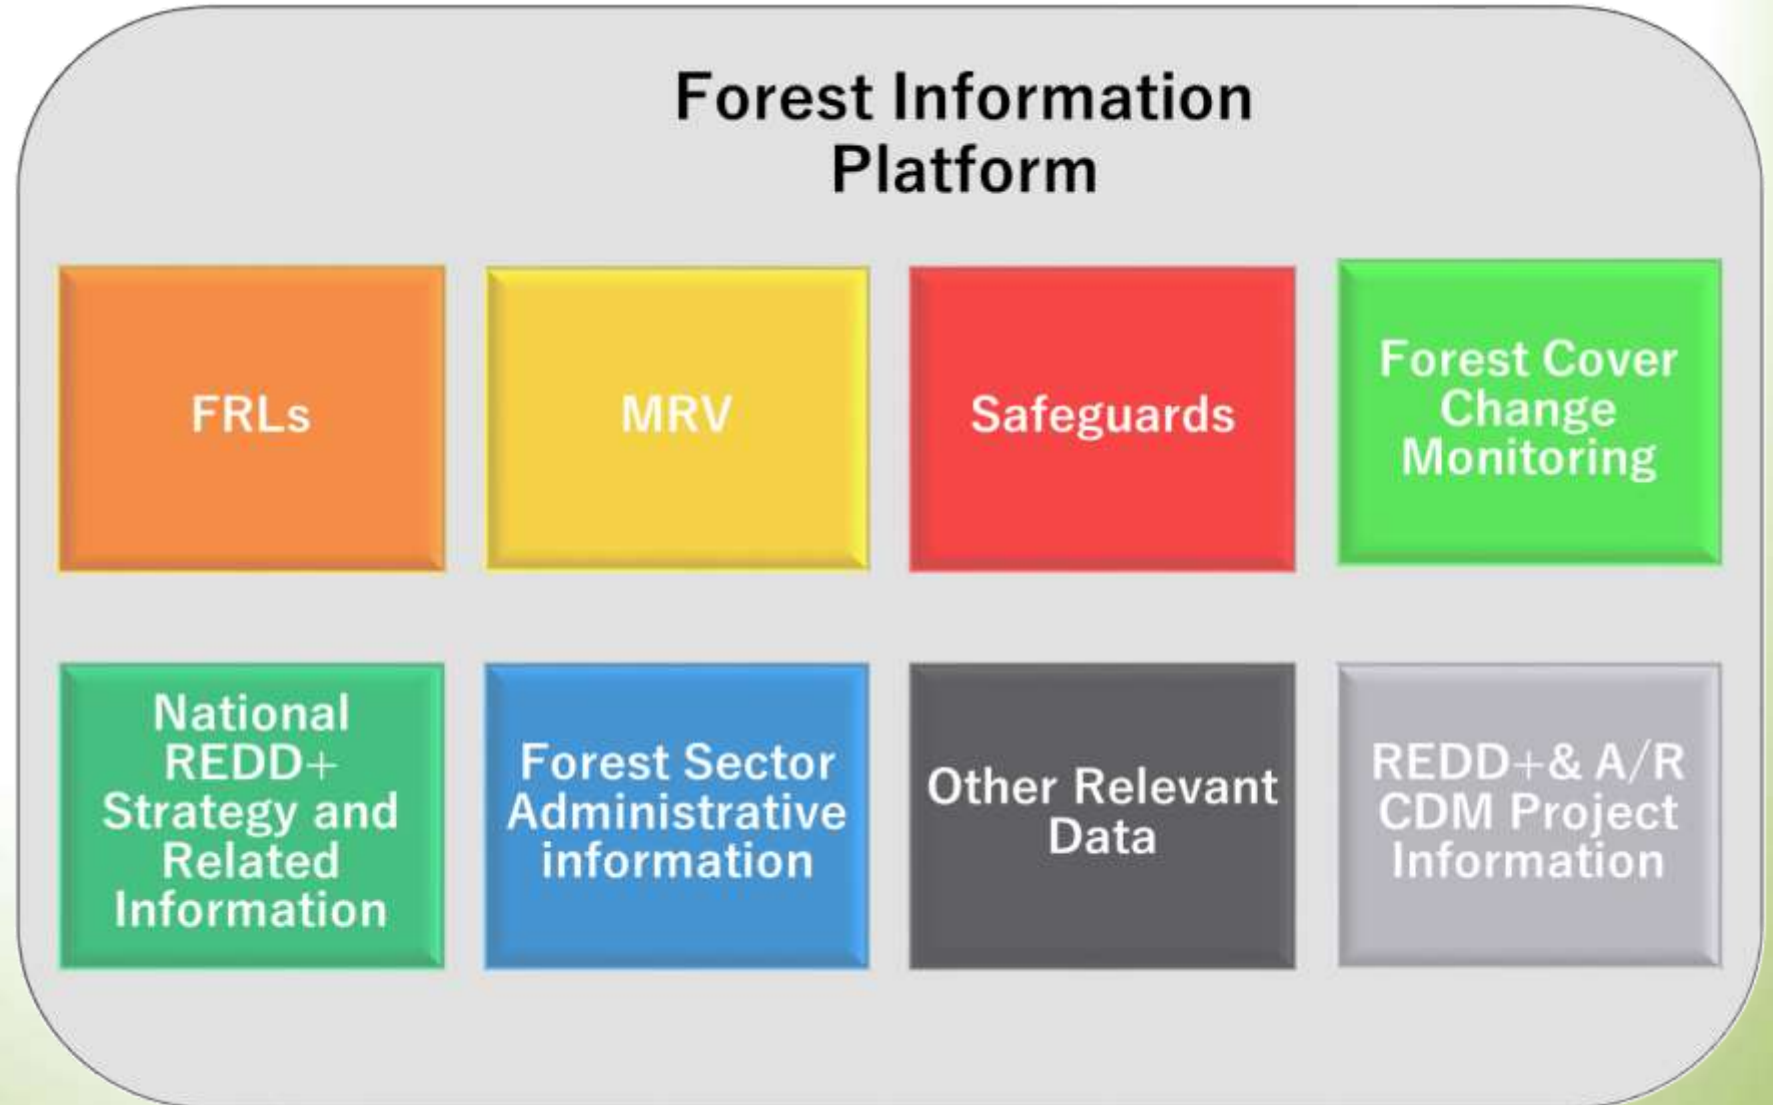 Forest Information
Platform
FRLs
MRV
Safeguards
Forest Cover
Change
Monitoring
National
REDD+
Strategy and
Related
Information
Forest Sector
Administrative
information
Other Relevant
Data
REDD+& A/R
CDM Project
Information